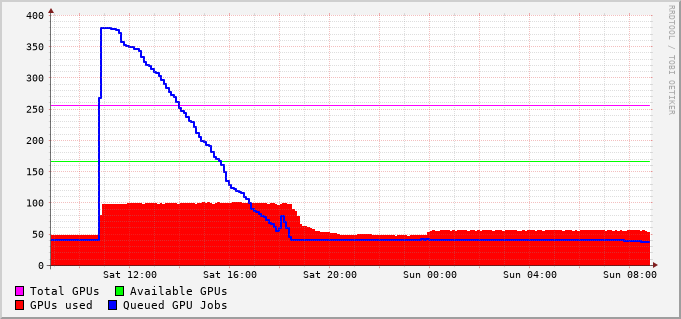 RRDTOOL / TOBI OETIKER
400
350
300
250
200
150
100
50
0
Sat 12:00 Sat 16:00 Sat 20:00 Sun 00:00 Sun 04:00 Sun 08:00
Total GPUs Available GPUs
GPUs used Queued GPU Jobs